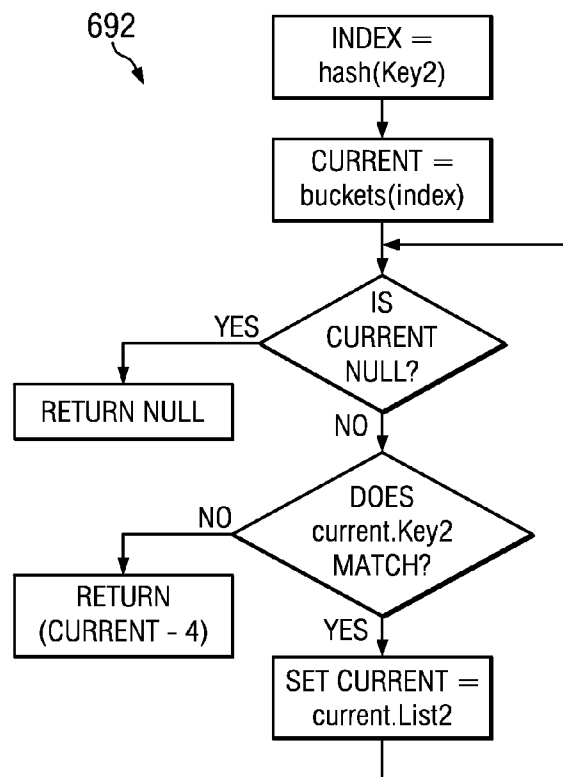 692
INDEX =
hash(Key2)
CURRENT =
buckets(index)
IS
CURRENT
NULL?
YES
RETURN NULL
NO
DOES
current.Key2
MATCH?
NO
RETURN
(CURRENT - 4)
YES
SET CURRENT =
current.List2